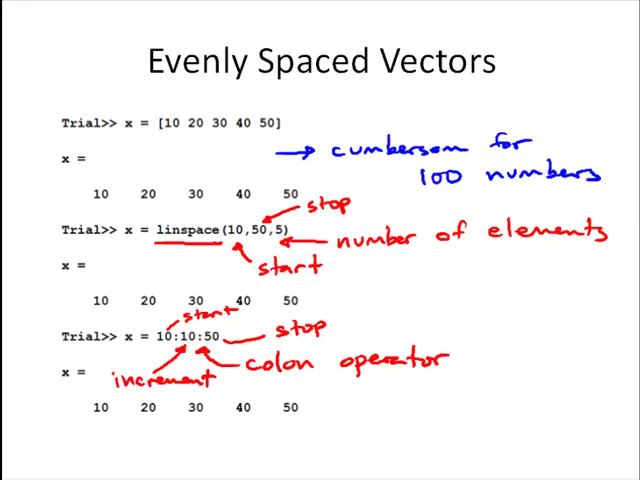 Evenly Spaced Vectors
Trial>> x = [10 20 30 40 50]
→ cumbersom for
x =
100 numbers
10 20 30 40 50
stop
Trial>> x = linspace(10,50,5)
number of elements
x =
start
10 20 30 40 50
start
Trial>> x = 10:10:50
stop
colon operator
x =
increment
10 20 30 40 50